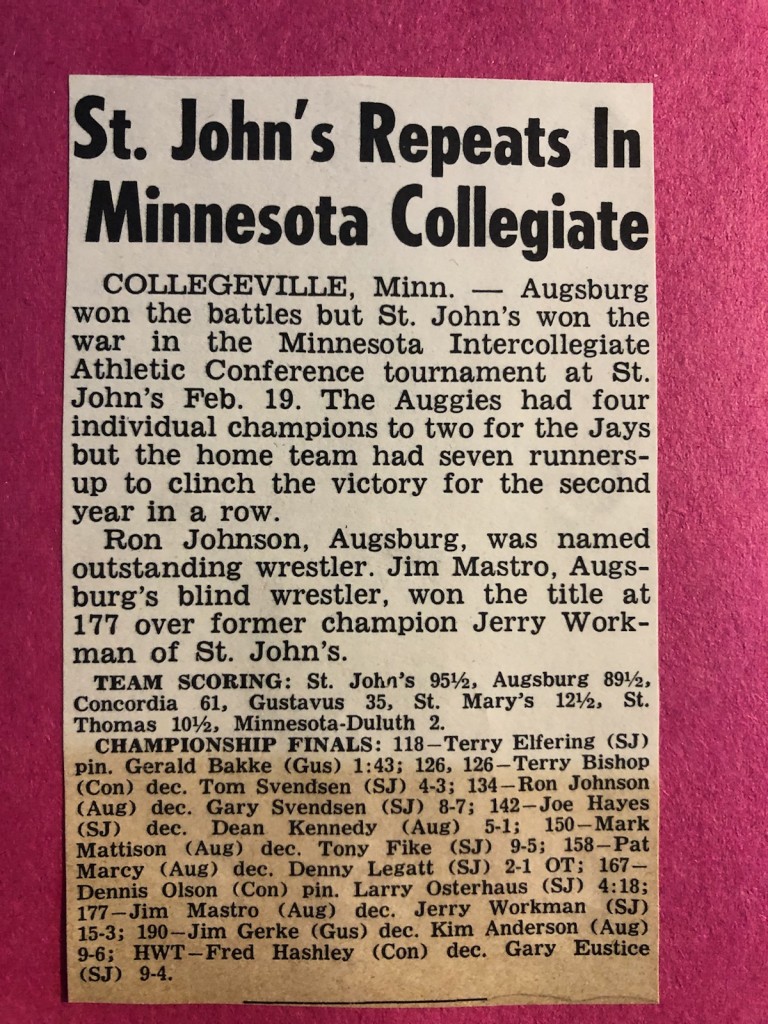 St. John's Repeats In
Minnesota Collegiate
COLLEGEVILLE, Minn. — Augsburg
won the battles but St. John's won the
war in the Minnesota Intercollegiate
Athletic Conference tournament at St.
John's Feb. 19. The Auggies had four
individual champions to two for the Jays
but the home team had seven runners-
up to clinch the victory for the second
year in a row.
Ron Johnson, Augsburg, was named
outstanding wrestler. Jim Mastro, Augs-
burg's blind wrestler, won the title at
177 over former champion Jerry Work-
man of St. John's.
TEAM SCORING: St. John's 95½, Augsburg 89½,
Concordia 61, Gustavus 35, St. Mary's 12½, St.
Thomas 10½, Minnesota-Duluth 2.
CHAMPIONSHIP FINALS: 118—Terry Elfering (SJ)
pin. Gerald Bakke (Gus) 1:43; 126, 126—Terry Bishop
(Con) dec. Tom Svendsen (SJ) 4-3; 134—Ron Johnson
(Aug) dec. Gary Svendsen (SJ) 8-7; 142—Joe Hayes
(SJ) dec. Dean Kennedy (Aug) 5-1; 150—Mark
Mattison (Aug) dec. Tony Fike (SJ) 9-5; 158—Pat
Marcy (Aug) dec. Denny Legatt (SJ) 2-1 OT; 167—
Dennis Olson (Con) pin. Larry Osterhaus (SJ) 4:18;
177—Jim Mastro (Aug) dec. Jerry Workman (SJ)
15-3; 190—Jim Gerke (Gus) dec. Kim Anderson (Aug)
9-6; HWT—Fred Hashley (Con) dec. Gary Eustice
(SJ) 9-4.